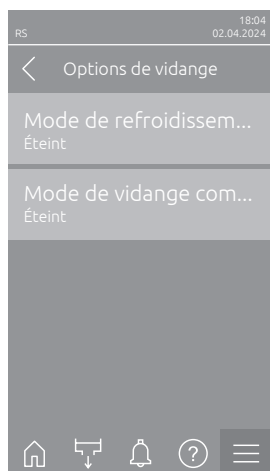 18:04
RS 02.04.2024
Options de vidange
Mode de refroidissem...
Éteint
Mode de vidange com...
Éteint
?